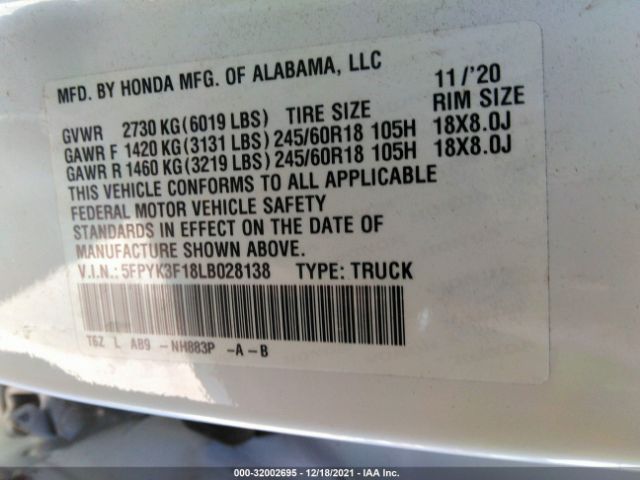 MFD. BY HONDA MFG. OF ALABAMA, LLC 11/'20
GVWR 2730 KG(6019 LBS) TIRE SIZE RIM SIZE
GAWR F 1420 KG(3131 LBS) 245/60R18 105H 18X8.0J
GAWR R 1460 KG(3219 LBS) 245/60R18 105H 18X8.0J
THIS VEHICLE CONFORMS TO ALL APPLICABLE
FEDERAL MOTOR VEHICLE SAFETY
STANDARDS IN EFFECT ON THE DATE OF
MANUFACTURE SHOWN ABOVE.
V.I.N.: 5FPYK3F18LB028138 TYPE: TRUCK
T6Z L AB9 - NH883P -A-B
000-32002695 - 12/18/2021 - IAA Inc.